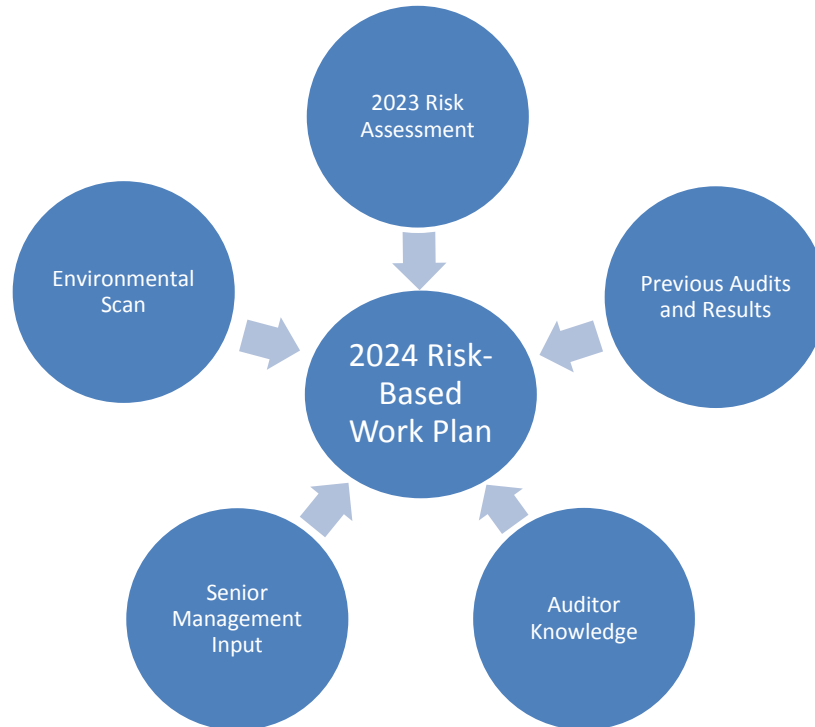 2023 Risk
Assessment
Environmental
Scan
Previous Audits
and Results
2024 Risk-
Based
Work Plan
Senior
Management
Input
Auditor
Knowledge